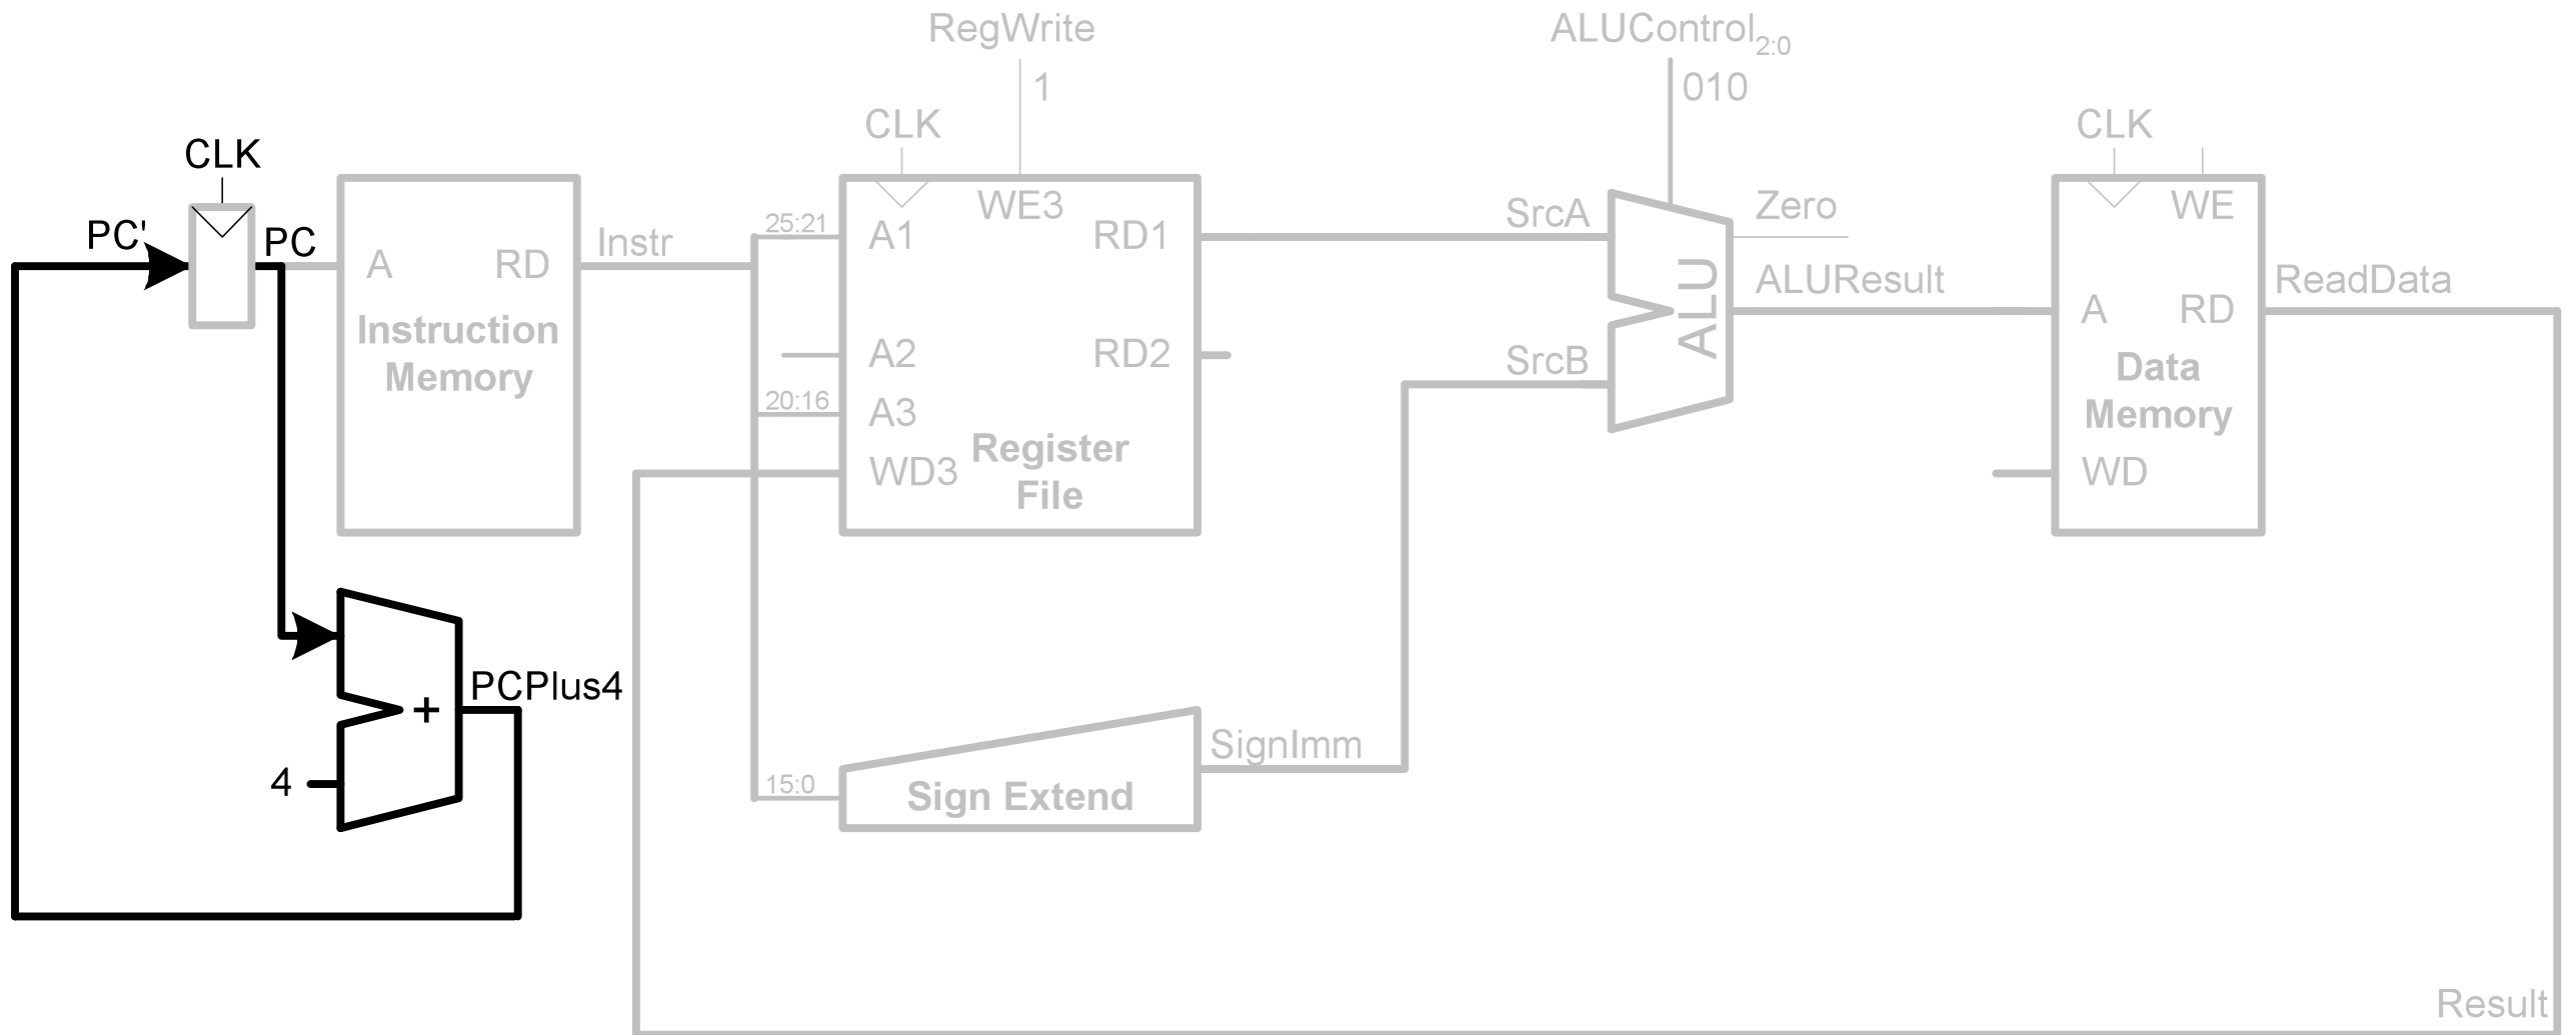 RegWrite
1
ALUControl2:0
010
CLK
CLK
CLK
PC'
PC
A
RD
Instruction
Memory
Instr
25:21
20:16
15:0
A1
WE3
RD1
A2
RD2
A3
WD3
Register
File
SrcA
SrcB
ALU
Zero
ALUResult
WE
A
RD
Data
Memory
WD
ReadData
+
4
PCPlus4
Sign Extend
SignImm
Result